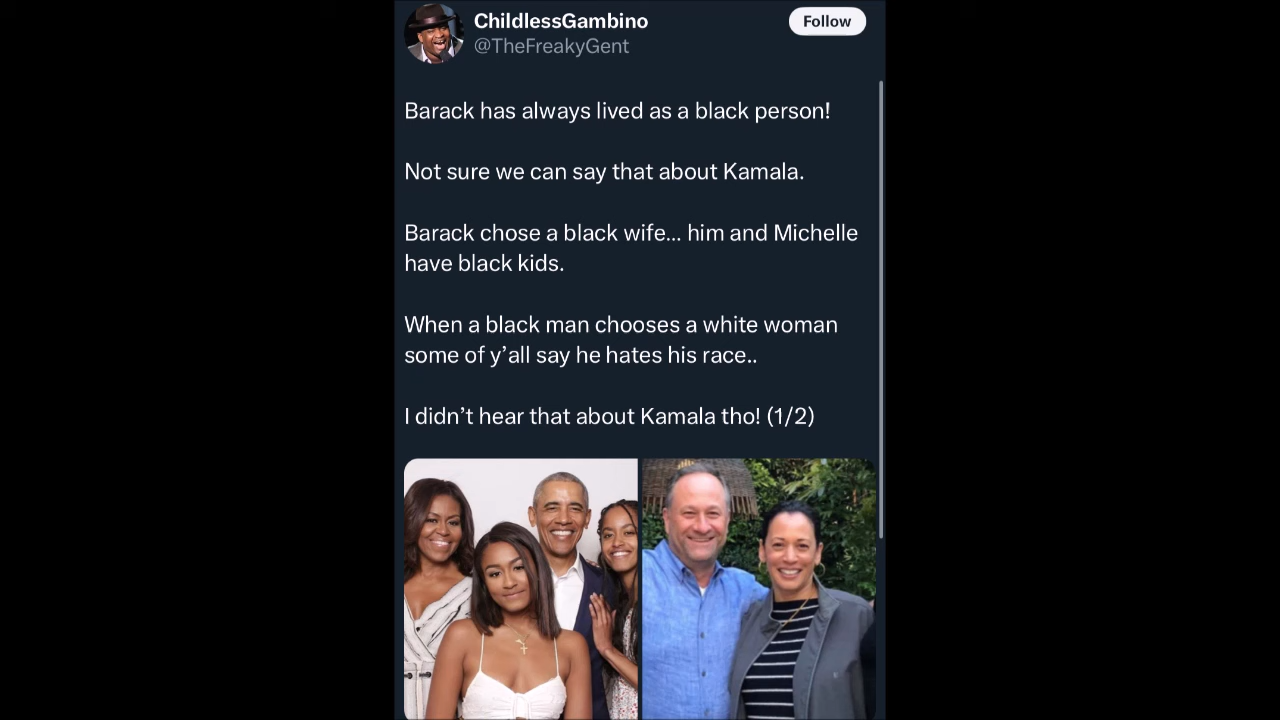 ChildlessGambino
Follow
@TheFreakyGent
Barack has always lived as a black person!
Not sure we can say that about Kamala.
Barack chose a black wife... him and Michelle
have black kids.
When a black man chooses a white woman
some of y’all say he hates his race..
I didn’t hear that about Kamala tho! (1/2)